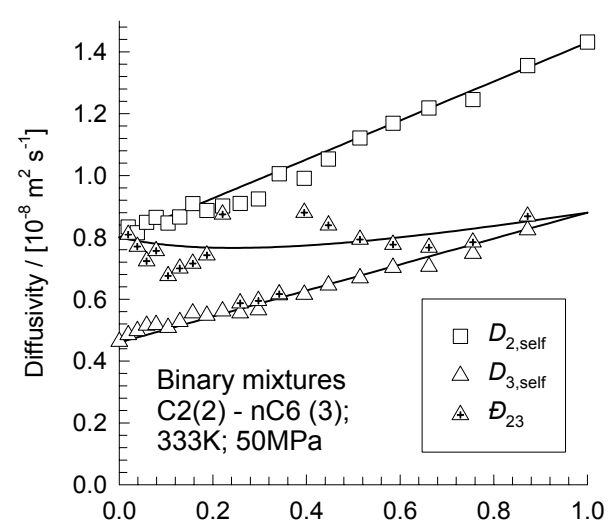 Diffusivity / [10⁻⁸ m² s⁻¹]
1.4
1.2
1.0
0.8
0.6
0.4
0.2
0.0
0.0
0.2
0.4
0.6
0.8
1.0
Binary mixtures
C2(2) - nC6 (3);
333K; 50MPa
D₂,self
D₃,self
Đ₂₃